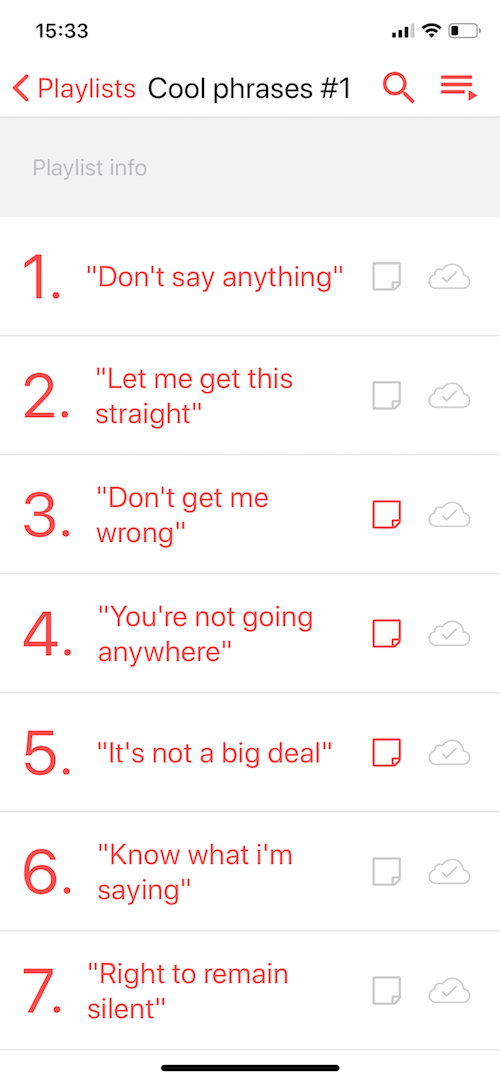 15:33
Playlists Cool phrases #1
Playlist info
1. "Don't say anything"
2. "Let me get this
straight"
3. "Don't get me
wrong"
4. "You're not going
anywhere"
5. "It's not a big deal"
6. "Know what i'm
saying"
7. "Right to remain
silent"